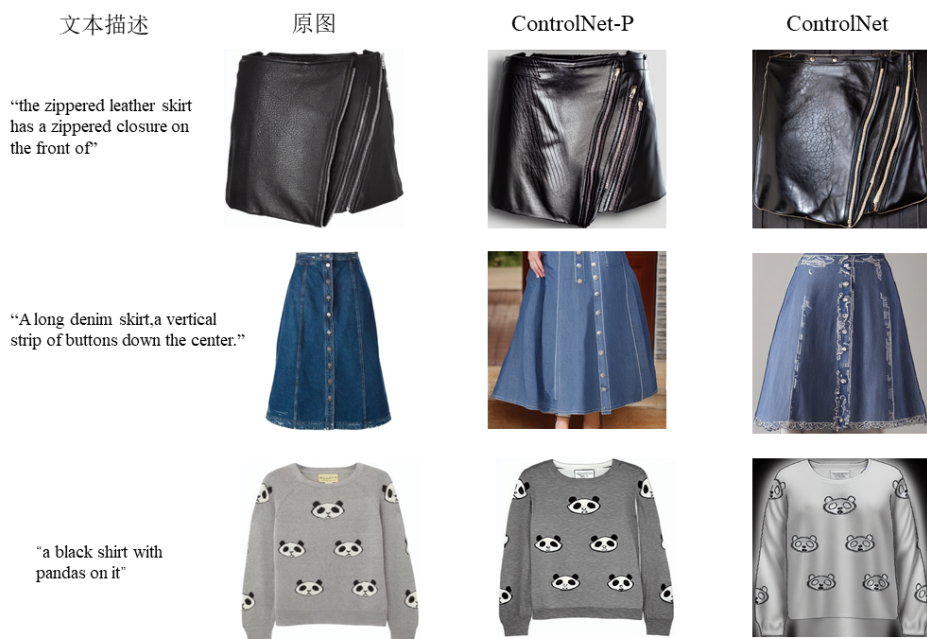 文本描述
原图
ControlNet-P
ControlNet
“the zippered leather skirt
has a zippered closure on
the front of”
“A long denim skirt,a vertical
strip of buttons down the center.”
“a black shirt with
pandas on it”